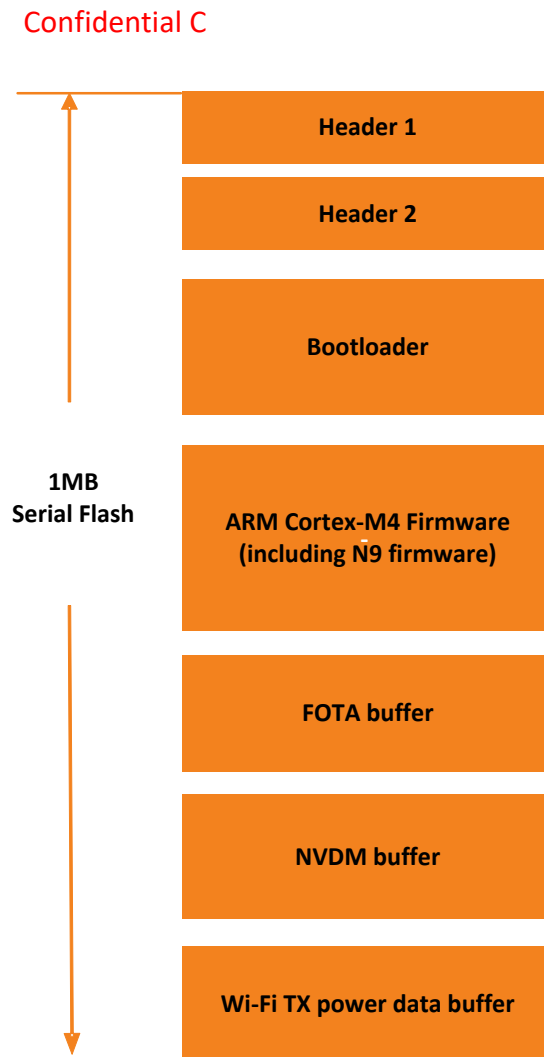 Confidential C
Header 1
Header 2
Bootloader
1MB
Serial Flash
ARM Cortex-M4 Firmware
(including N9 firmware)
FOTA buffer
NVDM buffer
Wi-Fi TX power data buffer